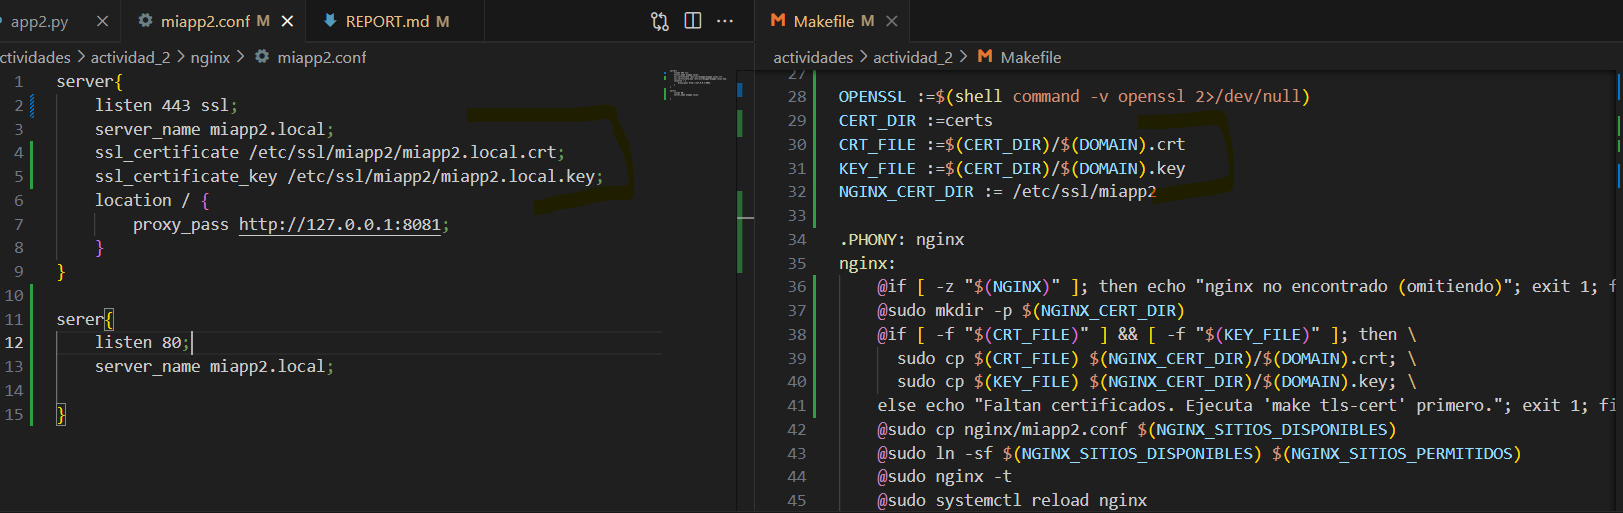 app2.py
miapp2.conf M
REPORT.md M
ctividades > actividad_2 > nginx > miapp2.conf
1 server{
2 listen 443 ssl;
3 server_name miapp2.local;
4 ssl_certificate /etc/ssl/miapp2/miapp2.local.crt;
5 ssl_certificate_key /etc/ssl/miapp2/miapp2.local.key;
6 location / {
7 proxy_pass http://127.0.0.1:8081;
8 }
9 }
10
11 serer{
12 listen 80;
13 server_name miapp2.local;
14
15 }
Makefile M
actividades > actividad_2 > Makefile
27
28 OPENSSL :=$(shell command -v openssl 2>/dev/null)
29 CERT_DIR :=certs
30 CRT_FILE :=$(CERT_DIR)/$(DOMAIN).crt
31 KEY_FILE :=$(CERT_DIR)/$(DOMAIN).key
32 NGINX_CERT_DIR := /etc/ssl/miapp2
33
34 .PHONY: nginx
35 nginx:
36 @if [ -z "$(NGINX)" ]; then echo "nginx no encontrado (omitiendo)"; exit 1; f
37 @sudo mkdir -p $(NGINX_CERT_DIR)
38 @if [ -f "$(CRT_FILE)" ] && [ -f "$(KEY_FILE)" ]; then \
39 sudo cp $(CRT_FILE) $(NGINX_CERT_DIR)/$(DOMAIN).crt; \
40 sudo cp $(KEY_FILE) $(NGINX_CERT_DIR)/$(DOMAIN).key; \
41 else echo "Faltan certificados. Ejecuta 'make tls-cert' primero."; exit 1; fi
42 @sudo cp nginx/miapp2.conf $(NGINX_SITIOS_DISPONIBLES)
43 @sudo ln -sf $(NGINX_SITIOS_DISPONIBLES) $(NGINX_SITIOS_PERMITIDOS)
44 @sudo nginx -t
45 @sudo systemctl reload nginx